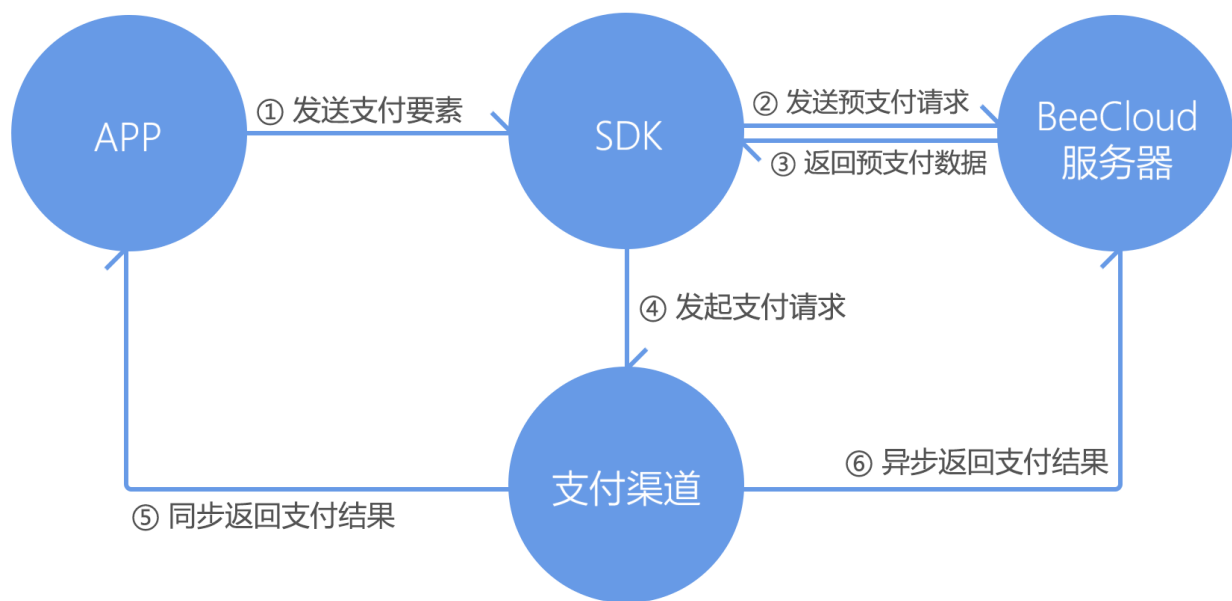 ① 发送支付要素
② 发送预支付请求
APP
SDK
BeeCloud
服务器
③ 返回预支付数据
④ 发起支付请求
支付渠道
⑥ 异步返回支付结果
⑤ 同步返回支付结果